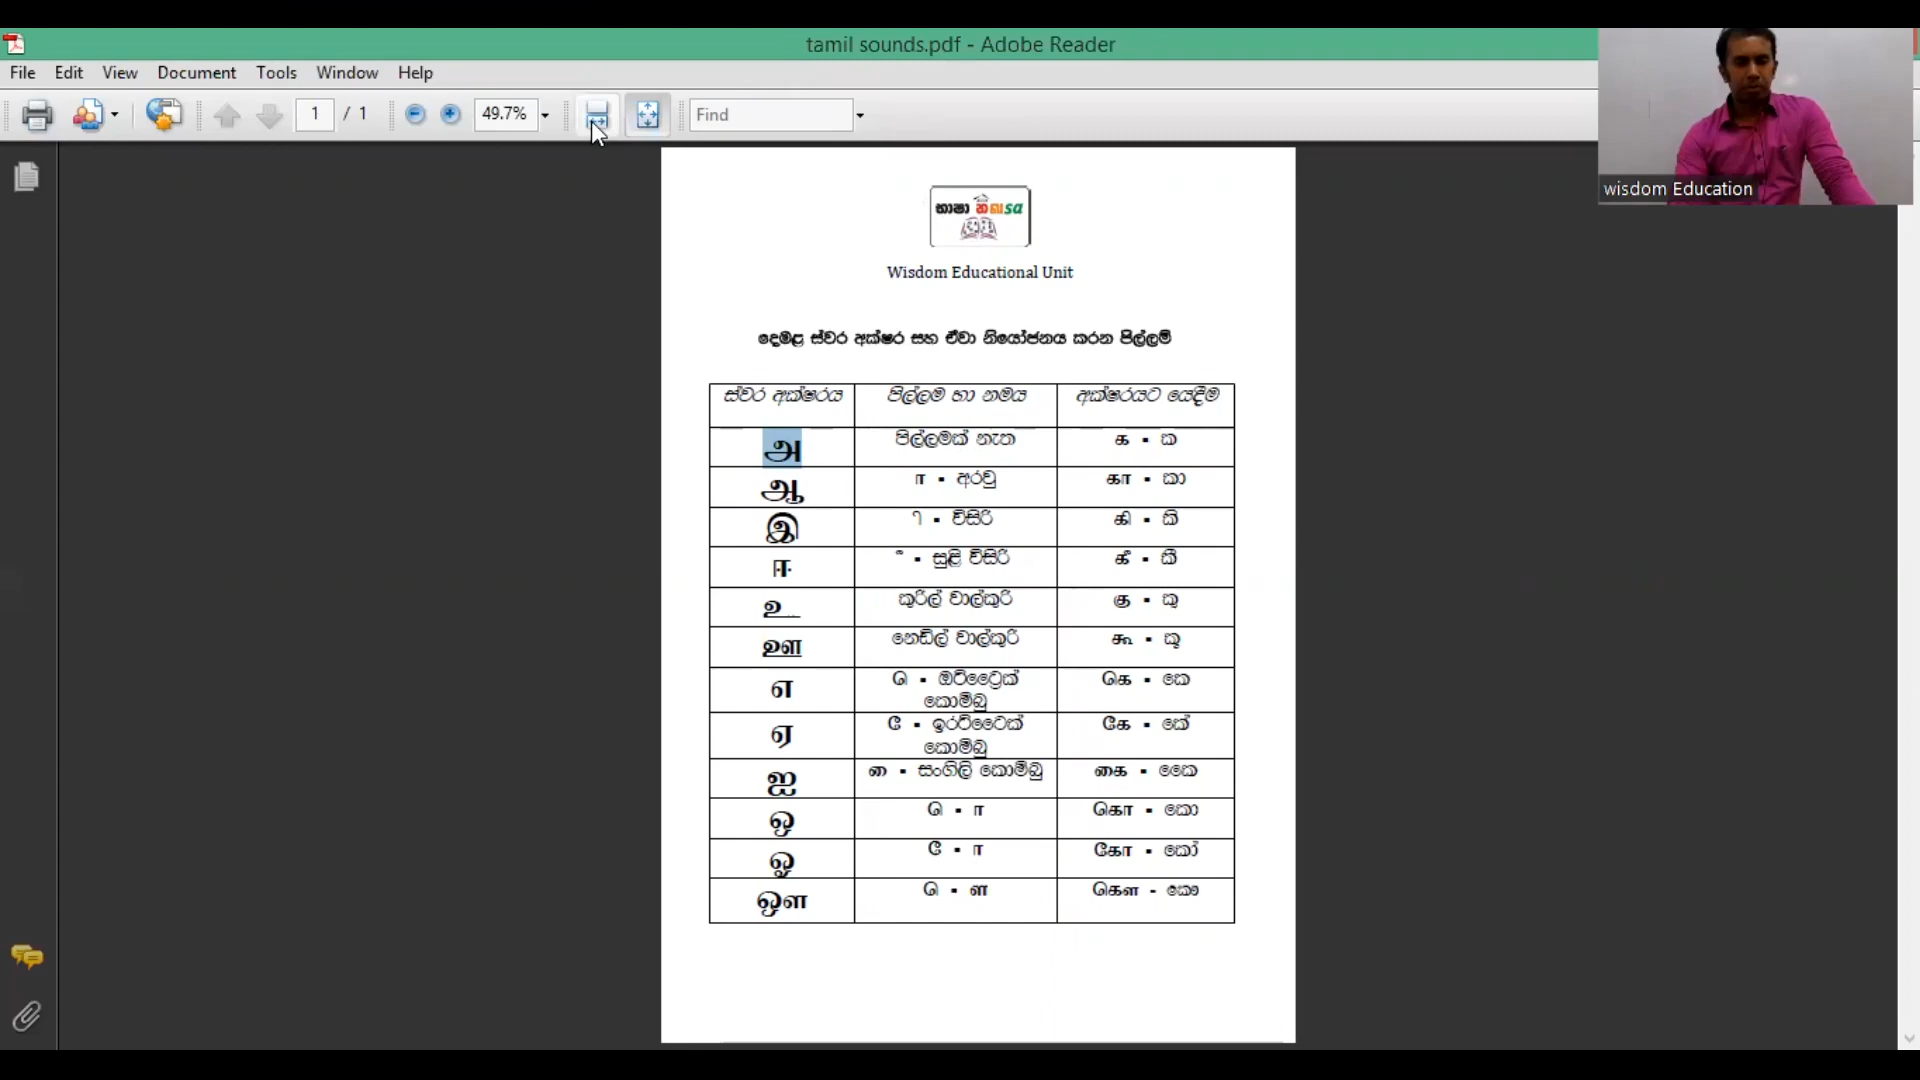 tamil sounds.pdf - Adobe Reader
File Edit View Document Tools Window Help
1 / 1 49.7% Find
wisdom Education
භාෂා
Wisdom Educational Unit
දෙමළ ස්වර අක්ෂර සහ ඒවා නියෝජනය කරන පිල්ලම්
ස්වර අක්ෂරය පිල්ලම හා නමය අක්ෂරයට යෙදීම
அ පිල්ලමක් නැත க - ක
ஆ ா - අරවු கா - කා
இ ி - විසිරි கி - කි
ஈ ீ - සුළි විසිරි கீ - කී
உ කුරිල් වාල්කුරි கு - කු
ஊ නෙඩිල් වාල්කුරි கூ - කූ
எ ெ - ඔට්ට්‍රෛක් கெ - කෙ
කොම්බු
ஏ ே - ඉරට්ටෛක් கே - කේ
කොම්බු
ஐ ை - සංගිලි කොම්බු கை - කෛ
ஒ ெ - ா கொ - කො
ஓ ே - ா கோ - කෝ
ஔ ெ - ள கௌ - කෞ